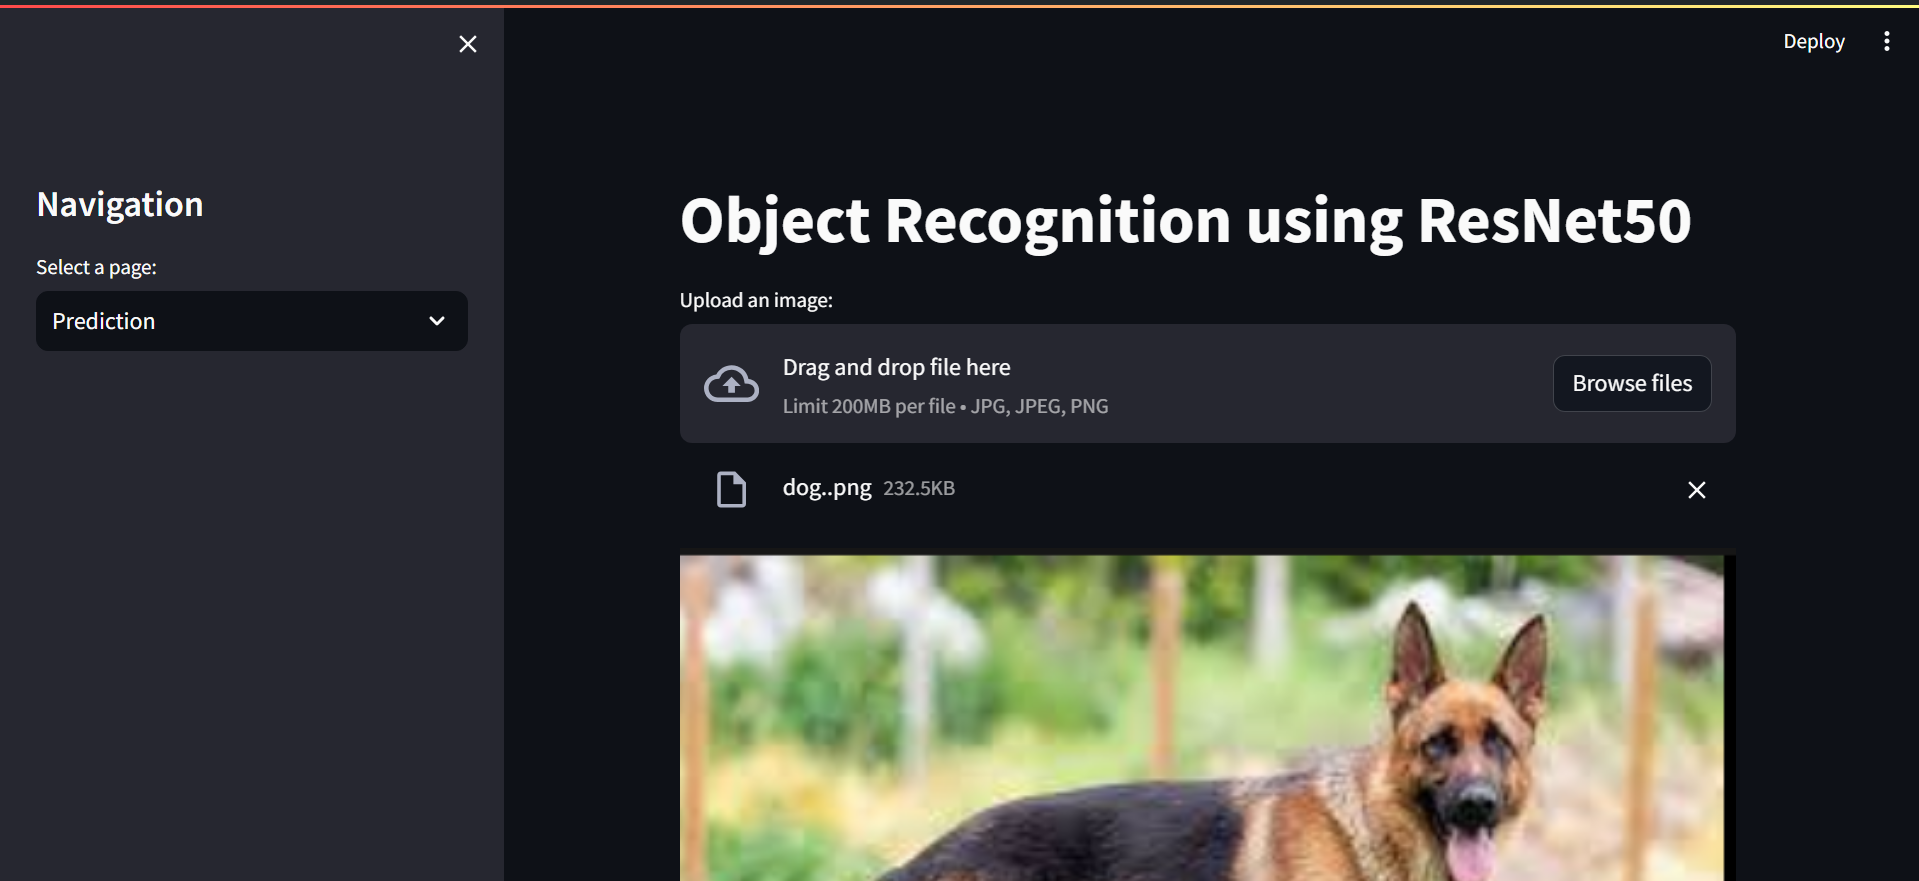 Deploy
Navigation
Select a page:
Prediction
Object Recognition using ResNet50
Upload an image:
Drag and drop file here
Limit 200MB per file • JPG, JPEG, PNG
Browse files
dog..png 232.5KB